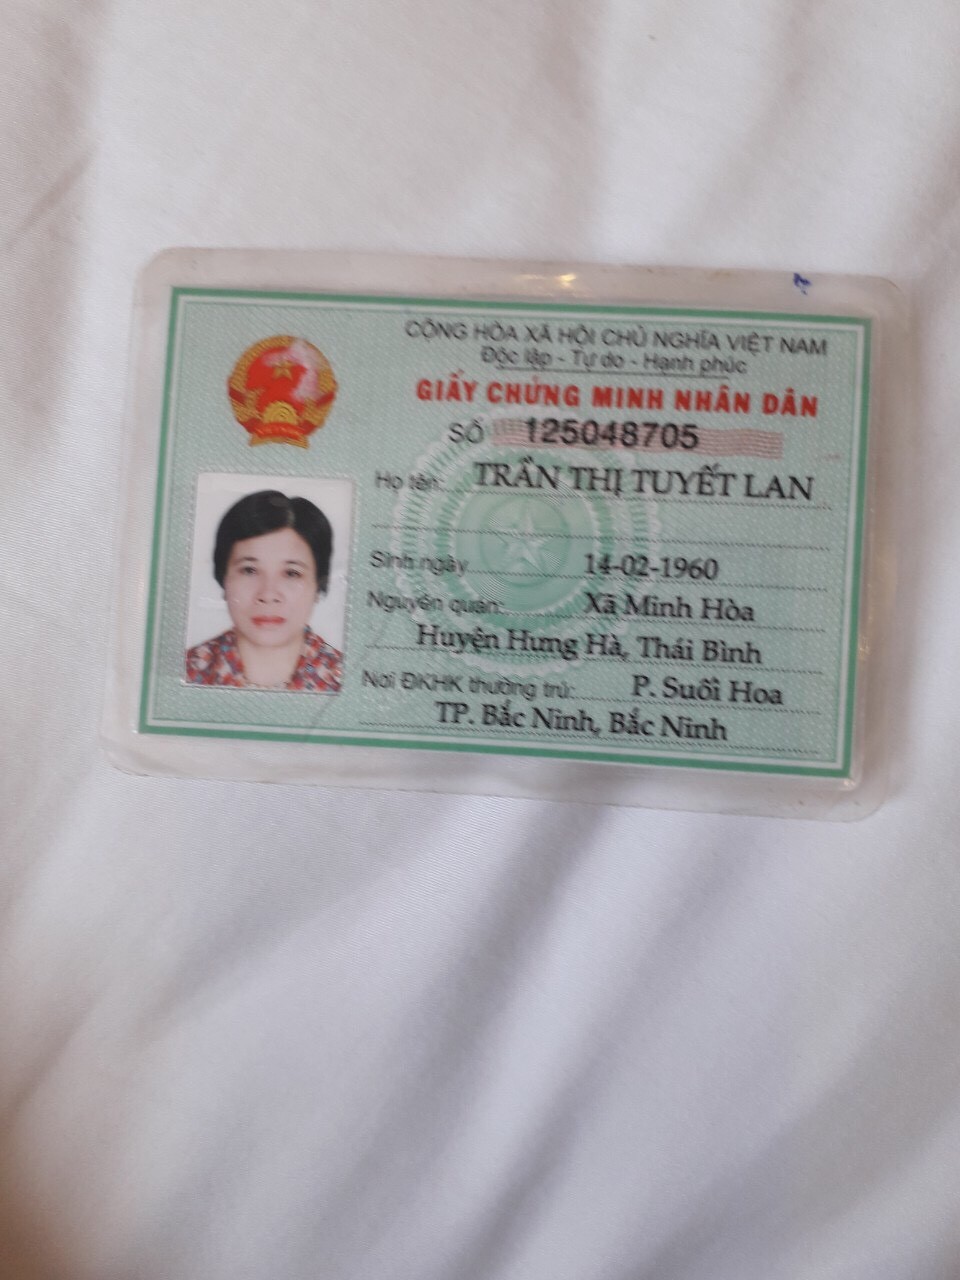 CỘNG HÒA XÃ HỘI CHỦ NGHĨA VIỆT NAM
Độc lập - Tự do - Hạnh phúc
GIẤY CHỨNG MINH NHÂN DÂN
SỐ 125048705
Họ tên: TRẦN THỊ TUYẾT LAN
Sinh ngày 14-02-1960
Nguyên quán: Xã Minh Hòa
Huyện Hưng Hà, Thái Bình
Nơi ĐKHK thường trú: P. Suối Hoa
TP. Bắc Ninh, Bắc Ninh